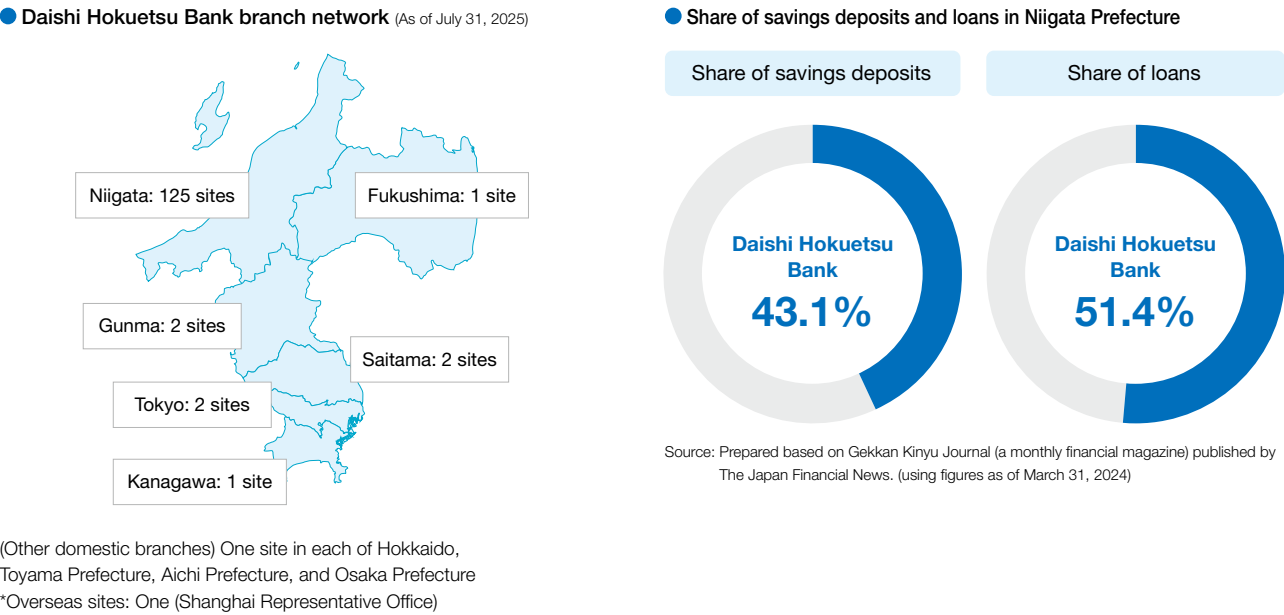 Daishi Hokuetsu Bank branch network (As of July 31, 2025)
Niigata: 125 sites
Fukushima: 1 site
Gunma: 2 sites
Saitama: 2 sites
Tokyo: 2 sites
Kanagawa: 1 site
(Other domestic branches) One site in each of Hokkaido,
Toyama Prefecture, Aichi Prefecture, and Osaka Prefecture
*Overseas sites: One (Shanghai Representative Office)
Share of savings deposits and loans in Niigata Prefecture
Share of savings deposits
Daishi Hokuetsu
Bank
43.1%
Share of loans
Daishi Hokuetsu
Bank
51.4%
Source: Prepared based on Gekkan Kinyu Journal (a monthly financial magazine) published by
The Japan Financial News. (using figures as of March 31, 2024)